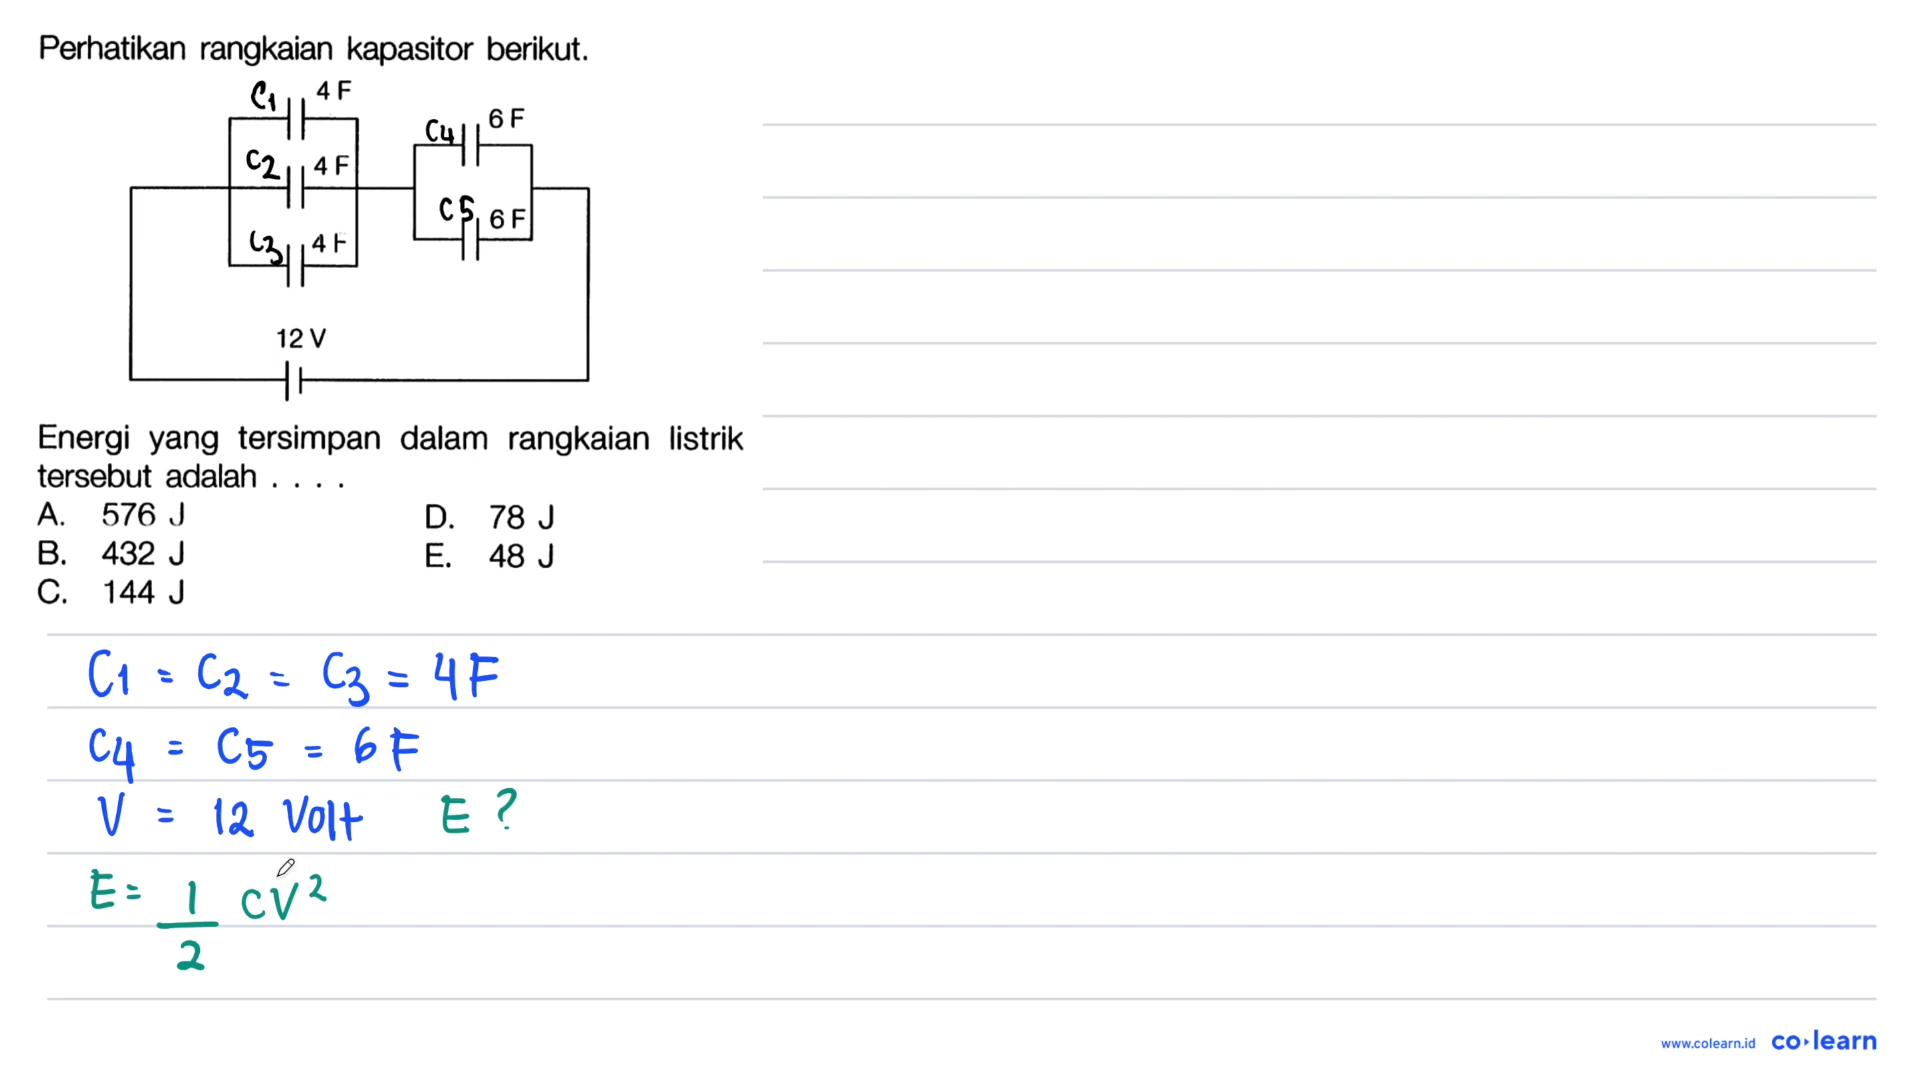 Perhatikan rangkaian kapasitor berikut.
C1 4 F
C4 6 F
C2 4 F
C5 6 F
C3 4 F
12 V
Energi yang tersimpan dalam rangkaian listrik
tersebut adalah . . . .
A. 576 J D. 78 J
B. 432 J E. 48 J
C. 144 J
C1 = C2 = C3 = 4F
C4 = C5 = 6 F
V = 12 Volt E ?
E = 1/2 CV²
www.colearn.id co learn